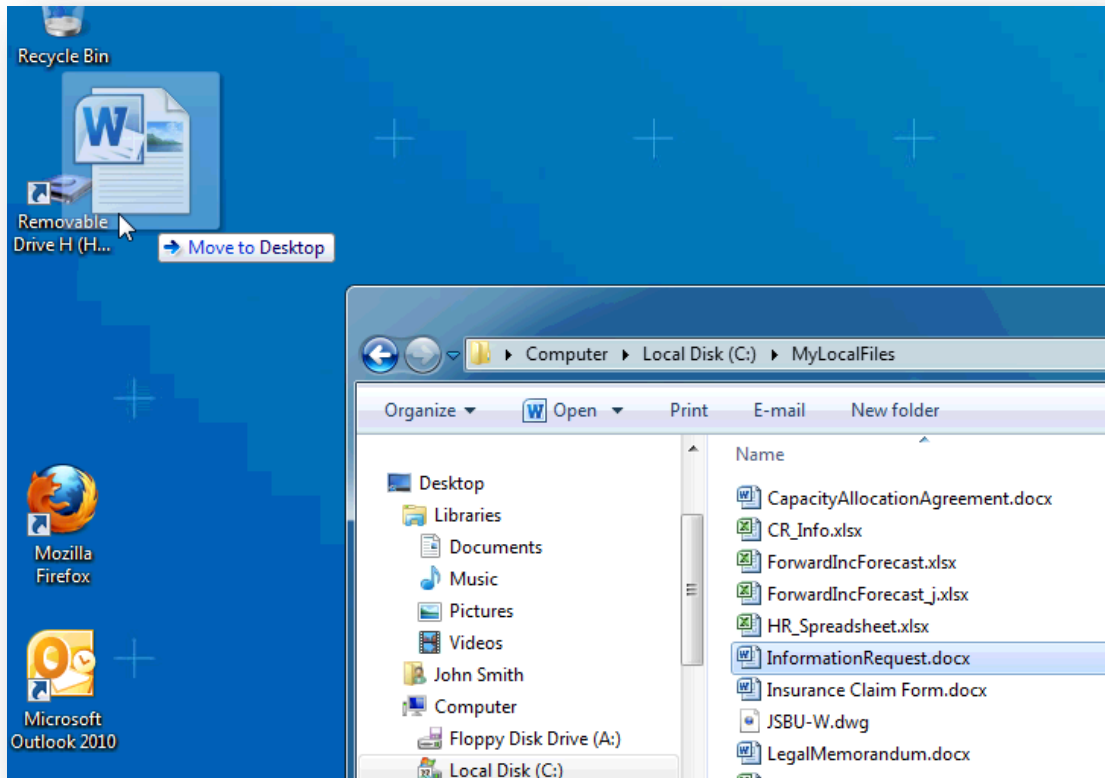 Recycle Bin
Removable
Drive H (H...
Move to Desktop
Mozilla
Firefox
Microsoft
Outlook 2010
Computer Local Disk (C:) MyLocalFiles
Organize Open Print E-mail New folder
Desktop
Libraries
Documents
Music
Pictures
Videos
John Smith
Computer
Floppy Disk Drive (A:)
Local Disk (C:)
Name
CapacityAllocationAgreement.docx
CR_Info.xlsx
ForwardIncForecast.xlsx
ForwardIncForecast_j.xlsx
HR_Spreadsheet.xlsx
InformationRequest.docx
Insurance Claim Form.docx
JSBU-W.dwg
LegalMemorandum.docx